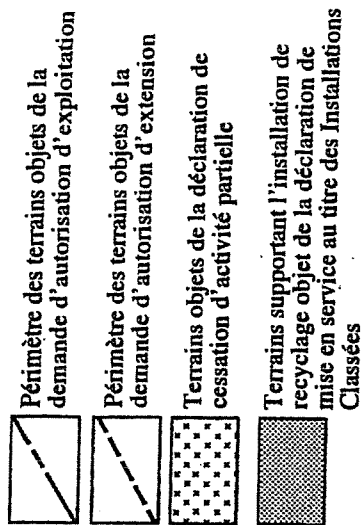 Périmètre des terrains objets de la
demande d'autorisation d'exploitation
Périmètre des terrains objets de la
demande d'autorisation d'extension
Terrains objets de la déclaration de
cessation d'activité partielle
Terrains supportant l'installation de
recyclage objet de la déclaration de
mise en service au titre des Installations
Classées